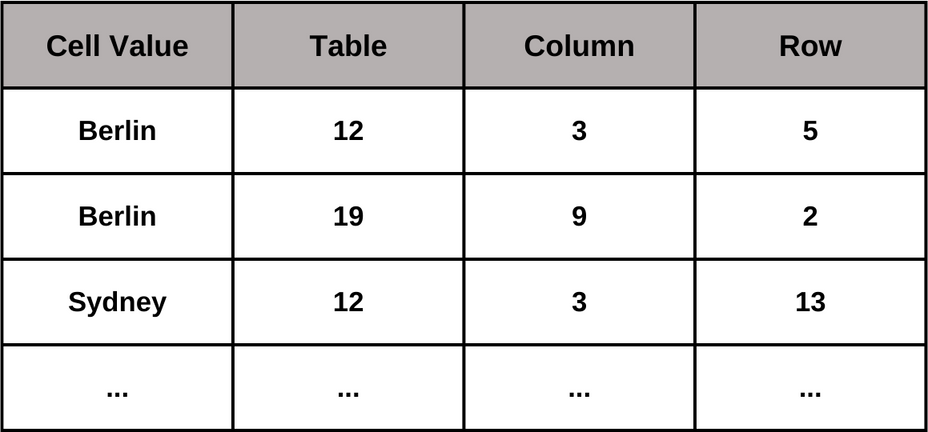 Cell Value Table Column Row
Berlin 12 3 5
Berlin 19 9 2
Sydney 12 3 13
... ... ... ...